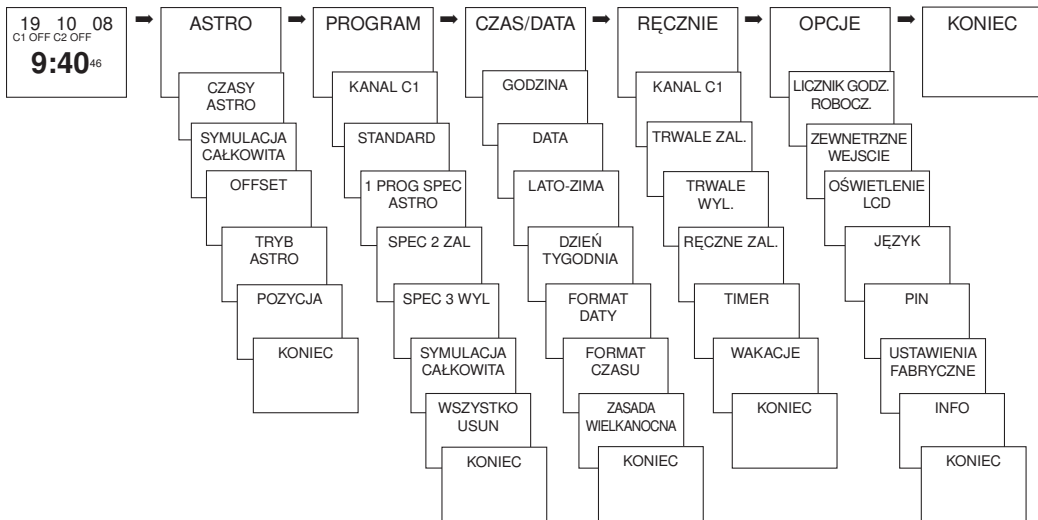 19 10 08
C1 OFF C2 OFF
9:40 46
ASTRO
CZASY
ASTRO
SYMULACJA
CAŁKOWITA
OFFSET
TRYB
ASTRO
POZYCJA
KONIEC
PROGRAM
KANAL C1
STANDARD
1 PROG SPEC
ASTRO
SPEC 2 ZAL
SPEC 3 WYL
SYMULACJA
CAŁKOWITA
WSZYSTKO
USUN
KONIEC
CZAS/DATA
GODZINA
DATA
LATO-ZIMA
DZIEŃ
TYGODNIA
FORMAT
DATY
FORMAT
CZASU
ZASADA
WIELKANOCNA
KONIEC
RĘCZNIE
KANAL C1
TRWALE ZAL.
TRWALE
WYL.
RĘCZNE ZAL.
TIMER
WAKACJE
KONIEC
OPCJE
LICZNIK GODZ.
ROBOCZ.
ZEWNETRZNE
WEJSCIE
OŚWIETLENIE
LCD
JĘZYK
PIN
USTAWIENIA
FABRYCZNE
INFO
KONIEC
KONIEC